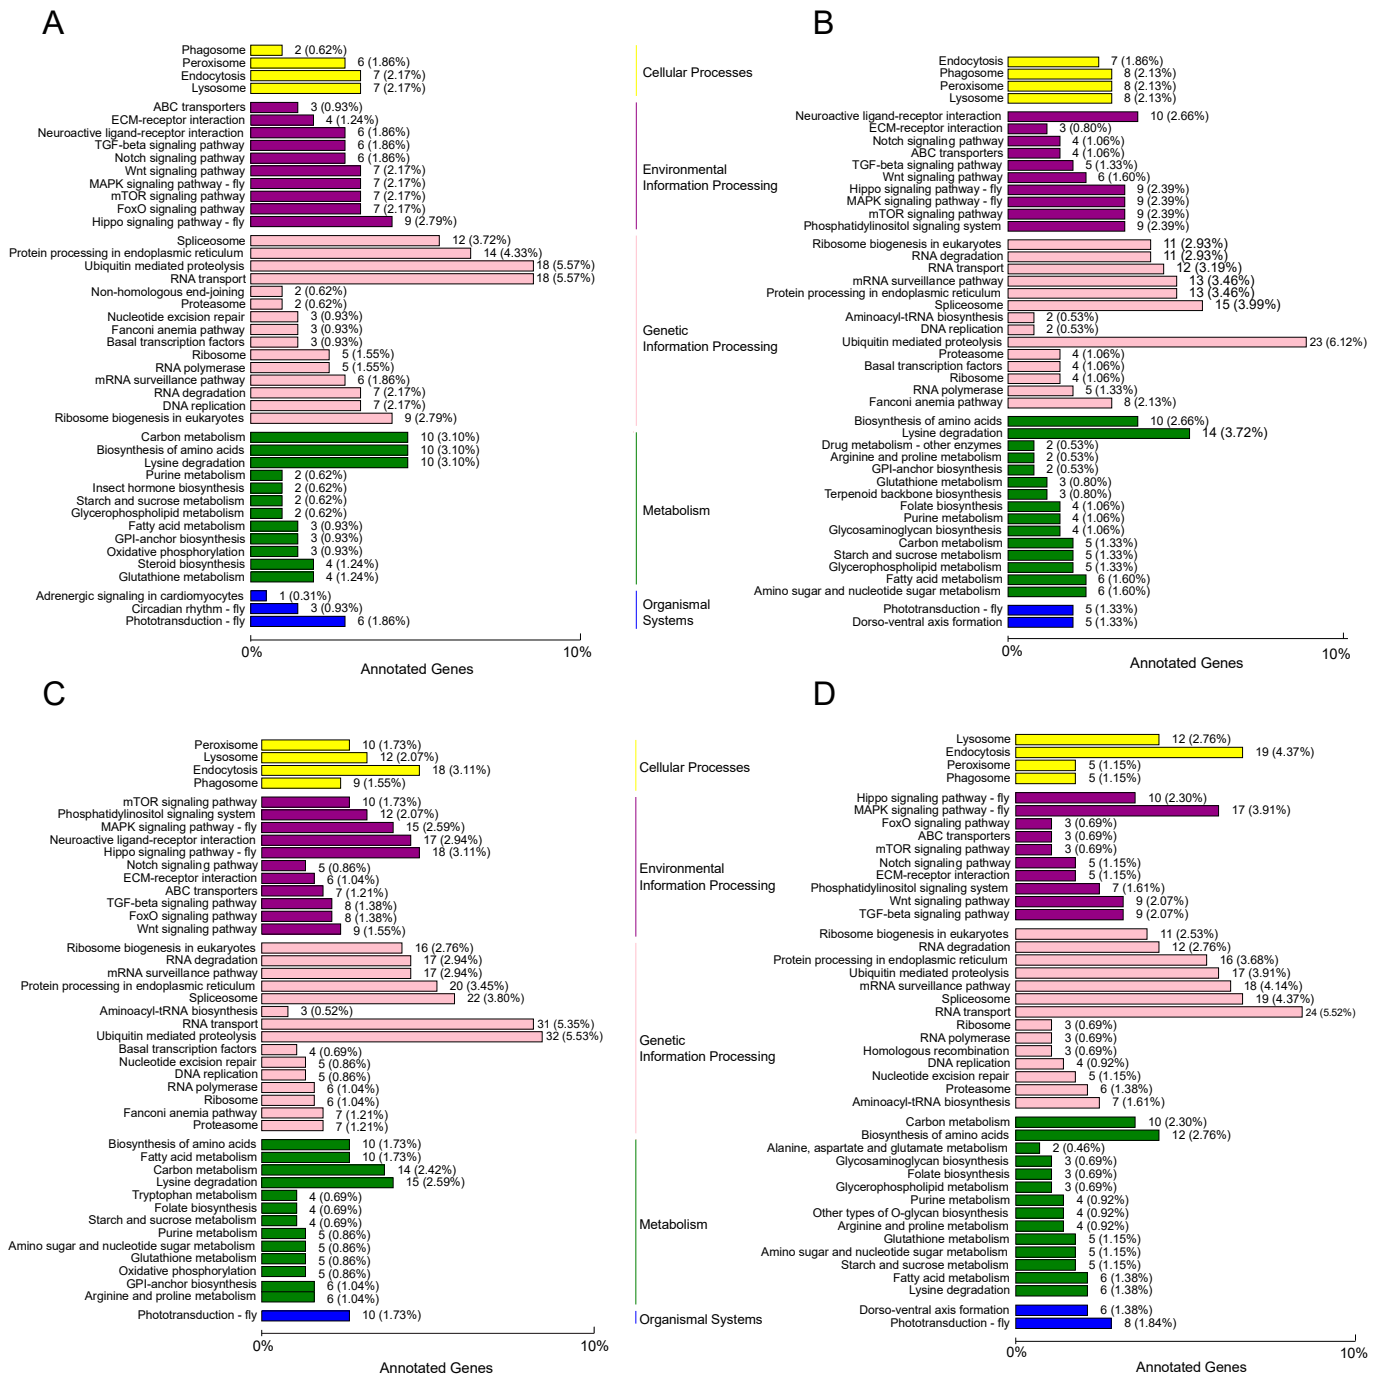 A
Phagosome 2 (0.62%)
Peroxisome 6 (1.86%)
Endocytosis 7 (2.17%)
Lysosome 7 (2.17%)
ABC transporters 3 (0.93%)
ECM-receptor interaction 4 (1.24%)
Neuroactive ligand-receptor interaction 6 (1.86%)
TGF-beta signaling pathway 6 (1.86%)
Notch signaling pathway 6 (1.86%)
Wnt signaling pathway 7 (2.17%)
MAPK signaling pathway - fly 7 (2.17%)
mTOR signaling pathway 7 (2.17%)
FoxO signaling pathway 7 (2.17%)
Hippo signaling pathway - fly 9 (2.79%)
Spliceosome 12 (3.72%)
Protein processing in endoplasmic reticulum 14 (4.33%)
Ubiquitin mediated proteolysis 18 (5.57%)
RNA transport 18 (5.57%)
Non-homologous end-joining 2 (0.62%)
Proteasome 2 (0.62%)
Nucleotide excision repair 3 (0.93%)
Fanconi anemia pathway 3 (0.93%)
Basal transcription factors 3 (0.93%)
Ribosome 5 (1.55%)
RNA polymerase 5 (1.55%)
mRNA surveillance pathway 6 (1.86%)
RNA degradation 7 (2.17%)
DNA replication 7 (2.17%)
Ribosome biogenesis in eukaryotes 9 (2.79%)
Carbon metabolism 10 (3.10%)
Biosynthesis of amino acids 10 (3.10%)
Lysine degradation 10 (3.10%)
Purine metabolism 2 (0.62%)
Insect hormone biosynthesis 2 (0.62%)
Starch and sucrose metabolism 2 (0.62%)
Glycerophospholipid metabolism 2 (0.62%)
Fatty acid metabolism 3 (0.93%)
GPI-anchor biosynthesis 3 (0.93%)
Oxidative phosphorylation 3 (0.93%)
Steroid biosynthesis 4 (1.24%)
Glutathione metabolism 4 (1.24%)
Adrenergic signaling in cardiomyocytes 1 (0.31%)
Circadian rhythm - fly 3 (0.93%)
Phototransduction - fly 6 (1.86%)
0% 10%
Annotated Genes
Cellular Processes
Environmental
Information Processing
Genetic
Information Processing
Metabolism
Organismal
Systems
B
Endocytosis 7 (1.86%)
Phagosome 8 (2.13%)
Peroxisome 8 (2.13%)
Lysosome 8 (2.13%)
Neuroactive ligand-receptor interaction 10 (2.66%)
ECM-receptor interaction 3 (0.80%)
Notch signaling pathway 4 (1.06%)
ABC transporters 4 (1.06%)
TGF-beta signaling pathway 5 (1.33%)
Wnt signaling pathway 6 (1.60%)
Hippo signaling pathway - fly 9 (2.39%)
MAPK signaling pathway - fly 9 (2.39%)
mTOR signaling pathway 9 (2.39%)
Phosphatidylinositol signaling system 9 (2.39%)
Ribosome biogenesis in eukaryotes 11 (2.93%)
RNA degradation 11 (2.93%)
RNA transport 12 (3.19%)
mRNA surveillance pathway 13 (3.46%)
Protein processing in endoplasmic reticulum 13 (3.46%)
Spliceosome 15 (3.99%)
Aminoacyl-tRNA biosynthesis 2 (0.53%)
DNA replication 2 (0.53%)
Ubiquitin mediated proteolysis 23 (6.12%)
Proteasome 4 (1.06%)
Basal transcription factors 4 (1.06%)
Ribosome 4 (1.06%)
RNA polymerase 5 (1.33%)
Fanconi anemia pathway 8 (2.13%)
Biosynthesis of amino acids 10 (2.66%)
Lysine degradation 14 (3.72%)
Drug metabolism - other enzymes 2 (0.53%)
Arginine and proline metabolism 2 (0.53%)
GPI-anchor biosynthesis 2 (0.53%)
Glutathione metabolism 3 (0.80%)
Terpenoid backbone biosynthesis 3 (0.80%)
Folate biosynthesis 4 (1.06%)
Purine metabolism 4 (1.06%)
Glycosaminoglycan biosynthesis 4 (1.06%)
Carbon metabolism 5 (1.33%)
Starch and sucrose metabolism 5 (1.33%)
Glycerophospholipid metabolism 5 (1.33%)
Fatty acid metabolism 6 (1.60%)
Amino sugar and nucleotide sugar metabolism 6 (1.60%)
Phototransduction - fly 5 (1.33%)
Dorso-ventral axis formation 5 (1.33%)
0% 10%
Annotated Genes
C
Peroxisome 10 (1.73%)
Lysosome 12 (2.07%)
Endocytosis 18 (3.11%)
Phagosome 9 (1.55%)
mTOR signaling pathway 10 (1.73%)
Phosphatidylinositol signaling system 12 (2.07%)
MAPK signaling pathway - fly 15 (2.59%)
Neuroactive ligand-receptor interaction 17 (2.94%)
Hippo signaling pathway - fly 18 (3.11%)
Notch signaling pathway 5 (0.86%)
ECM-receptor interaction 6 (1.04%)
ABC transporters 7 (1.21%)
TGF-beta signaling pathway 8 (1.38%)
FoxO signaling pathway 8 (1.38%)
Wnt signaling pathway 9 (1.55%)
Ribosome biogenesis in eukaryotes 16 (2.76%)
RNA degradation 17 (2.94%)
mRNA surveillance pathway 17 (2.94%)
Protein processing in endoplasmic reticulum 20 (3.45%)
Spliceosome 22 (3.80%)
Aminoacyl-tRNA biosynthesis 3 (0.52%)
RNA transport 31 (5.35%)
Ubiquitin mediated proteolysis 32 (5.53%)
Basal transcription factors 4 (0.69%)
Nucleotide excision repair 5 (0.86%)
DNA replication 5 (0.86%)
RNA polymerase 6 (1.04%)
Ribosome 6 (1.04%)
Fanconi anemia pathway 7 (1.21%)
Proteasome 7 (1.21%)
Biosynthesis of amino acids 10 (1.73%)
Fatty acid metabolism 10 (1.73%)
Carbon metabolism 14 (2.42%)
Lysine degradation 15 (2.59%)
Tryptophan metabolism 4 (0.69%)
Folate biosynthesis 4 (0.69%)
Starch and sucrose metabolism 4 (0.69%)
Purine metabolism 5 (0.86%)
Amino sugar and nucleotide sugar metabolism 5 (0.86%)
Glutathione metabolism 5 (0.86%)
Oxidative phosphorylation 5 (0.86%)
GPI-anchor biosynthesis 6 (1.04%)
Arginine and proline metabolism 6 (1.04%)
Phototransduction - fly 10 (1.73%)
0% 10%
Annotated Genes
Cellular Processes
Environmental
Information Processing
Genetic
Information Processing
Metabolism
Organismal Systems
D
Lysosome 12 (2.76%)
Endocytosis 19 (4.37%)
Peroxisome 5 (1.15%)
Phagosome 5 (1.15%)
Hippo signaling pathway - fly 10 (2.30%)
MAPK signaling pathway - fly 17 (3.91%)
FoxO signaling pathway 3 (0.69%)
ABC transporters 3 (0.69%)
mTOR signaling pathway 3 (0.69%)
Notch signaling pathway 5 (1.15%)
ECM-receptor interaction 5 (1.15%)
Phosphatidylinositol signaling system 7 (1.61%)
Wnt signaling pathway 9 (2.07%)
TGF-beta signaling pathway 9 (2.07%)
Ribosome biogenesis in eukaryotes 11 (2.53%)
RNA degradation 12 (2.76%)
Protein processing in endoplasmic reticulum 16 (3.68%)
Ubiquitin mediated proteolysis 17 (3.91%)
mRNA surveillance pathway 18 (4.14%)
Spliceosome 19 (4.37%)
RNA transport 24 (5.52%)
Ribosome 3 (0.69%)
RNA polymerase 3 (0.69%)
Homologous recombination 3 (0.69%)
DNA replication 4 (0.92%)
Nucleotide excision repair 5 (1.15%)
Proteasome 6 (1.38%)
Aminoacyl-tRNA biosynthesis 7 (1.61%)
Carbon metabolism 10 (2.30%)
Biosynthesis of amino acids 12 (2.76%)
Alanine, aspartate and glutamate metabolism 2 (0.46%)
Glycosaminoglycan biosynthesis 3 (0.69%)
Folate biosynthesis 3 (0.69%)
Glycerophospholipid metabolism 3 (0.69%)
Purine metabolism 4 (0.92%)
Other types of O-glycan biosynthesis 4 (0.92%)
Arginine and proline metabolism 4 (0.92%)
Glutathione metabolism 5 (1.15%)
Amino sugar and nucleotide sugar metabolism 5 (1.15%)
Starch and sucrose metabolism 5 (1.15%)
Fatty acid metabolism 6 (1.38%)
Lysine degradation 6 (1.38%)
Dorso-ventral axis formation 6 (1.38%)
Phototransduction - fly 8 (1.84%)
0% 10%
Annotated Genes